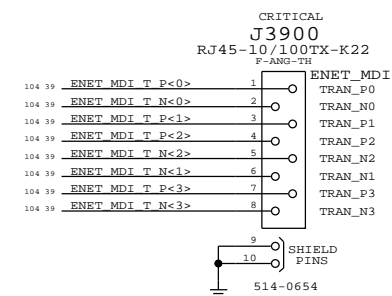 CRITICAL
J3900
RJ45-10/100TX-K22
F-ANG-TH
ENET_MDI
104 39 ENET_MDI_T_P<0> 1 TRAN_P0
104 39 ENET_MDI_T_N<0> 2 TRAN_N0
104 39 ENET_MDI_T_P<1> 3 TRAN_P1
104 39 ENET_MDI_T_P<2> 4 TRAN_P2
104 39 ENET_MDI_T_N<2> 5 TRAN_N2
104 39 ENET_MDI_T_N<1> 6 TRAN_N1
104 39 ENET_MDI_T_P<3> 7 TRAN_P3
104 39 ENET_MDI_T_N<3> 8 TRAN_N3
9 SHIELD
10 PINS
514-0654